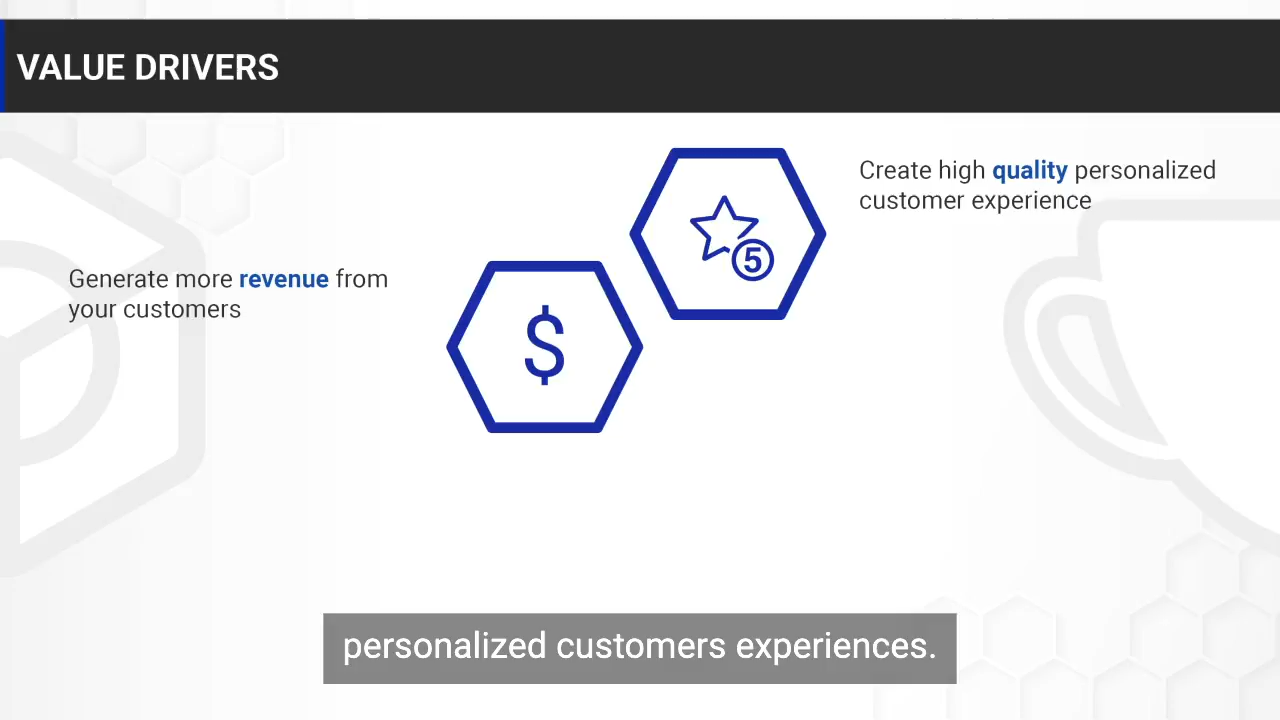 VALUE DRIVERS
Create high quality personalized
customer experience
5
Generate more revenue from
your customers
$
personalized customers experiences.